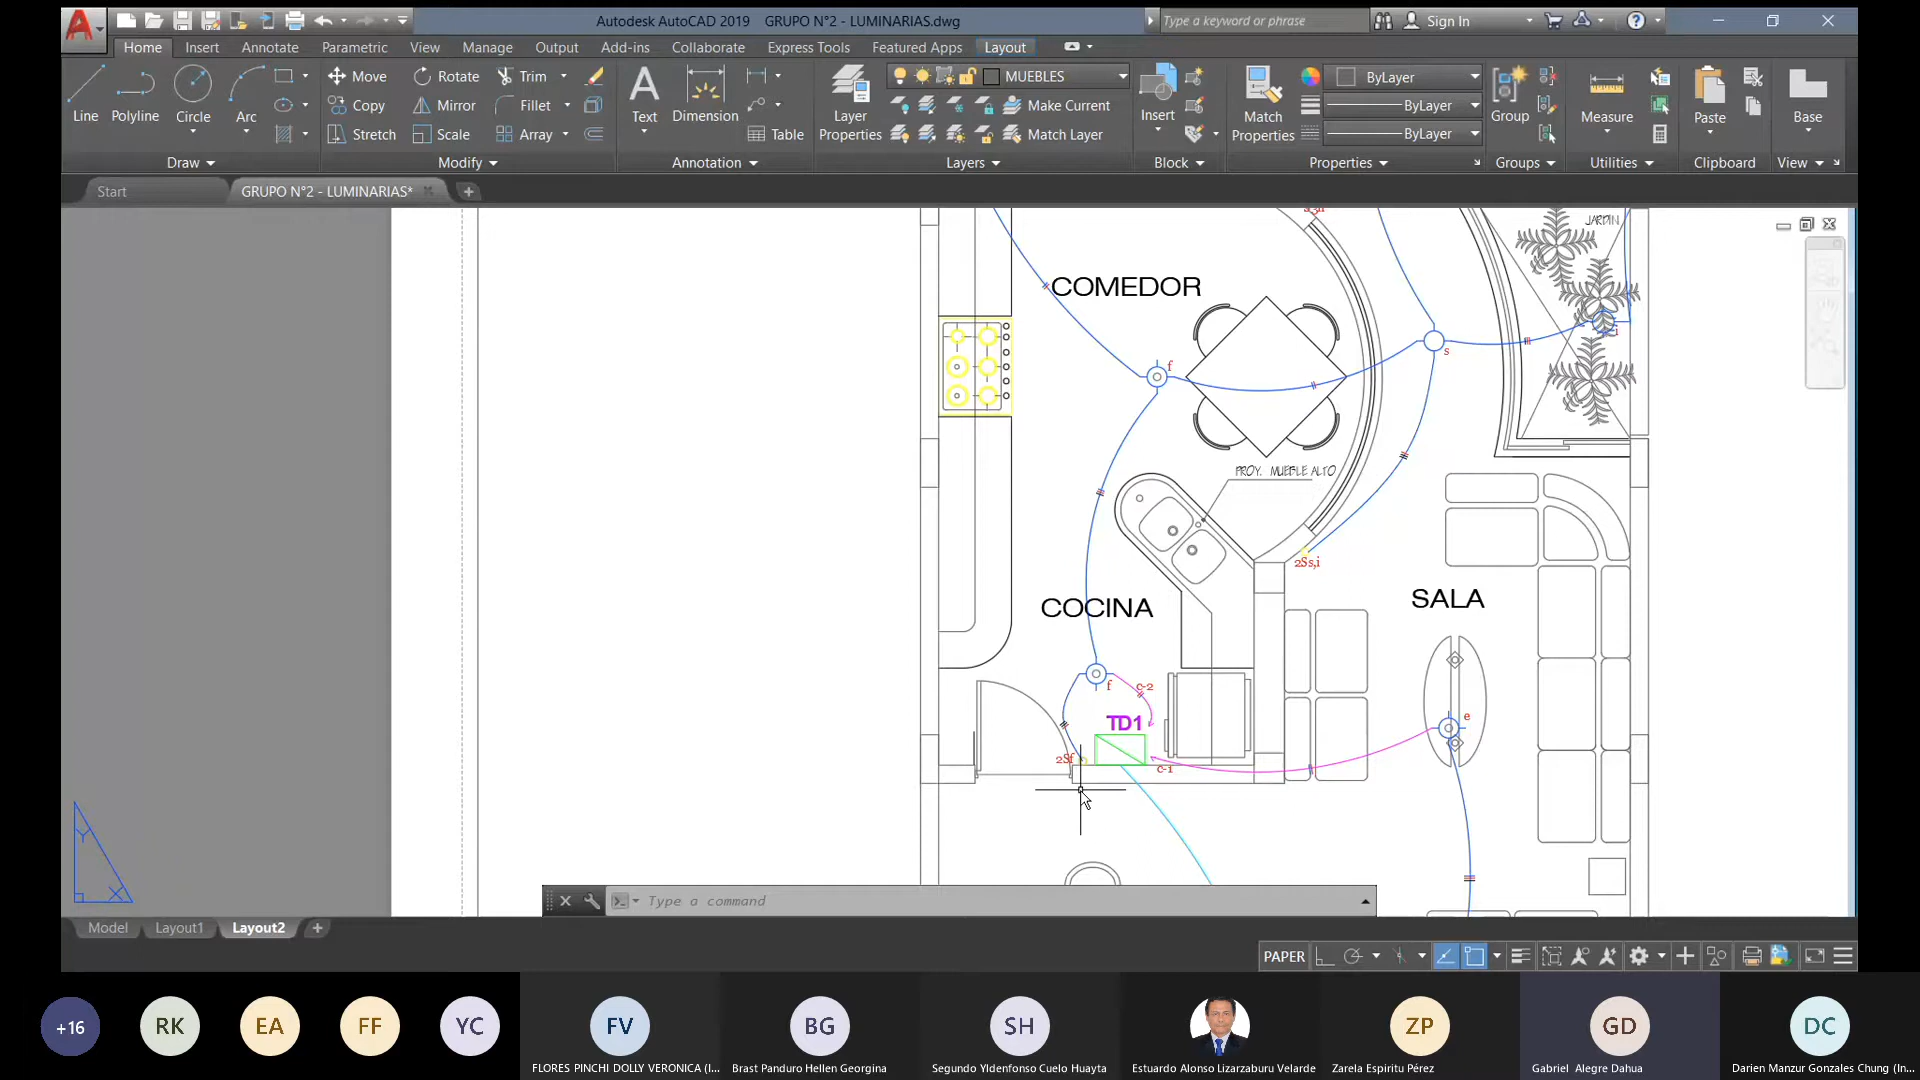 Autodesk AutoCAD 2019 GRUPO N°2 - LUMINARIAS.dwg
Type a keyword or phrase
Sign In
Home Insert Annotate Parametric View Manage Output Add-ins Collaborate Express Tools Featured Apps Layout
Line Polyline Circle Arc
Move Rotate Trim
Copy Mirror Fillet
Stretch Scale Array
Text Dimension Table
Layer Properties
MUEBLES
Make Current
Match Layer
Insert
Match Properties
ByLayer
ByLayer
ByLayer
Group Measure Paste Base
Draw Modify Annotation Layers Block Properties Groups Utilities Clipboard View
Start GRUPO N°2 - LUMINARIAS*
JARDIN
COMEDOR
i
f
s
PROY. MUEBLE ALTO
2Ss,i
COCINA
SALA
f
c-2
TD1
e
2Sf
c-1
Y
X
Type a command
Model Layout1 Layout2
PAPER
+16 RK EA FF YC FV BG SH ZP GD DC
FLORES PINCHI DOLLY VERONICA (I...
Brast Panduro Hellen Georgina
Segundo Yldenfonso Cuelo Huayta
Estuardo Alonso Lizarzaburu Velarde
Zarela Espiritu Pérez
Gabriel Alegre Dahua
Darien Manzur Gonzales Chung (In...